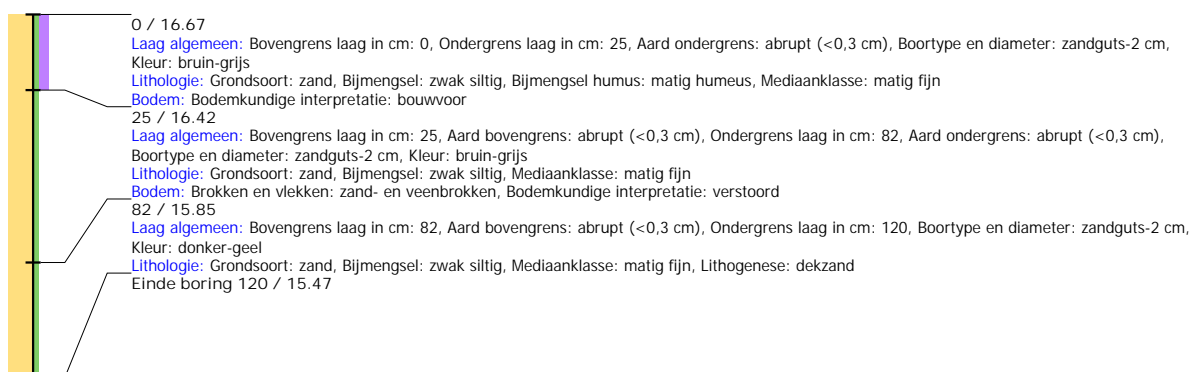 0 / 16.67
Laag algemeen: Bovengrens laag in cm: 0, Ondergrens laag in cm: 25, Aard ondergrens: abrupt (<0,3 cm), Boortype en diameter: zandguts-2 cm,
Kleur: bruin-grijs
Lithologie: Grondsoort: zand, Bijmengsel: zwak siltig, Bijmengsel humus: matig humeus, Mediaanklasse: matig fijn
Bodem: Bodemkundige interpretatie: bouwvoor
25 / 16.42
Laag algemeen: Bovengrens laag in cm: 25, Aard bovengrens: abrupt (<0,3 cm), Ondergrens laag in cm: 82, Aard ondergrens: abrupt (<0,3 cm),
Boortype en diameter: zandguts-2 cm, Kleur: bruin-grijs
Lithologie: Grondsoort: zand, Bijmengsel: zwak siltig, Mediaanklasse: matig fijn
Bodem: Brokken en vlekken: zand- en veenbrokken, Bodemkundige interpretatie: verstoord
82 / 15.85
Laag algemeen: Bovengrens laag in cm: 82, Aard bovengrens: abrupt (<0,3 cm), Ondergrens laag in cm: 120, Boortype en diameter: zandguts-2 cm,
Kleur: donker-geel
Lithologie: Grondsoort: zand, Bijmengsel: zwak siltig, Mediaanklasse: matig fijn, Lithogenese: dekzand
Einde boring 120 / 15.47